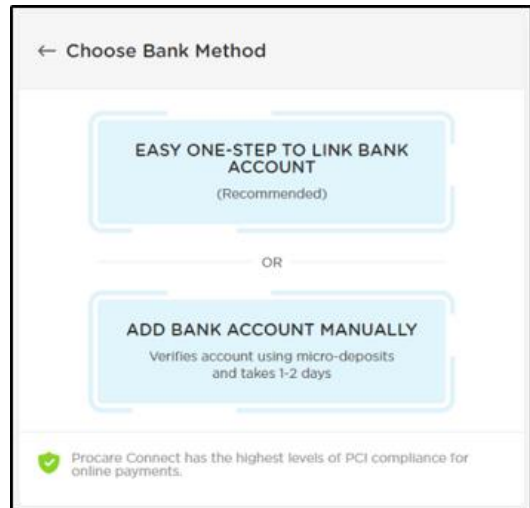 ← Choose Bank Method
EASY ONE-STEP TO LINK BANK
ACCOUNT
(Recommended)
OR
ADD BANK ACCOUNT MANUALLY
Verifies account using micro-deposits
and takes 1-2 days
Procare Connect has the highest levels of PCI compliance for
online payments.